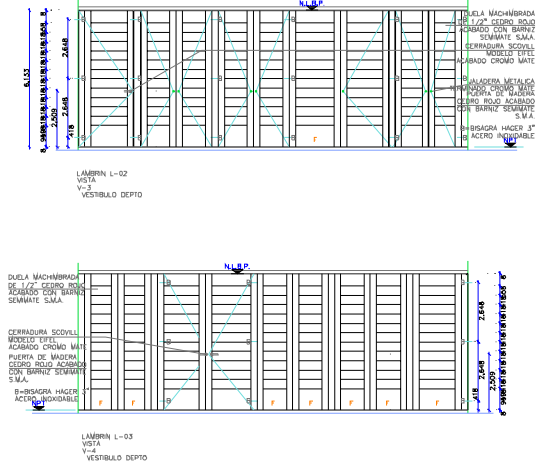 N.L.B.P.
DUELA MACHIMBRADA
DE 1/2" CEDRO ROJO
ACABADO CON BARNIZ
SEMIMATE S.M.A.
CERRADURA SCOVILL
MODELO EIFEL
ACABADO CROMO MATE
JALADERA METALICA
TERMINADO CROMO MATE
PUERTA DE MADERA
CEDRO ROJO ACABADO
CON BARNIZ SEMIMATE
S.M.A.
B=BISAGRA HAGER 3"
ACERO INOXIDABLE
NPT
6,133
2,648
2,648
2,509
418
F
LAMBRIN L-02
VISTA
V-3
VESTIBULO DEPTO
N.L.B.P.
DUELA MACHIMBRADA
DE 1/2" CEDRO ROJO
ACABADO CON BARNIZ
SEMIMATE S.M.A.
CERRADURA SCOVILL
MODELO EIFEL
ACABADO CROMO MATE
PUERTA DE MADERA
CEDRO ROJO ACABADO
CON BARNIZ SEMIMATE
S.M.A.
B=BISAGRA HAGER
ACERO INOXIDABLE
NPT
F F F F F F F F
2,648
2,648
2,509
418
LAMBRIN L-03
VISTA
V-4
VESTIBULO DEPTO